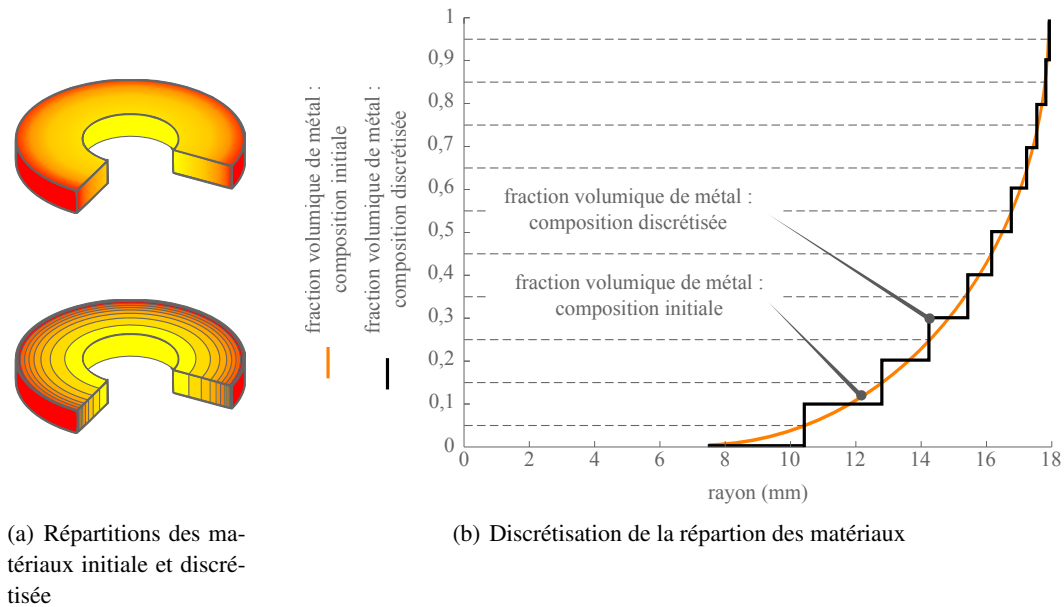 fraction volumique de métal :
composition initiale
fraction volumique de métal :
composition discrétisée
1
0,9
0,8
0,7
0,6
0,5
0,4
0,3
0,2
0,1
0
fraction volumique de métal :
composition discrétisée
fraction volumique de métal :
composition initiale
0 2 4 6 8 10 12 14 16 18
rayon (mm)
(a) Répartitions des ma-
tériaux initiale et discré-
tisée
(b) Discrétisation de la répartion des matériaux